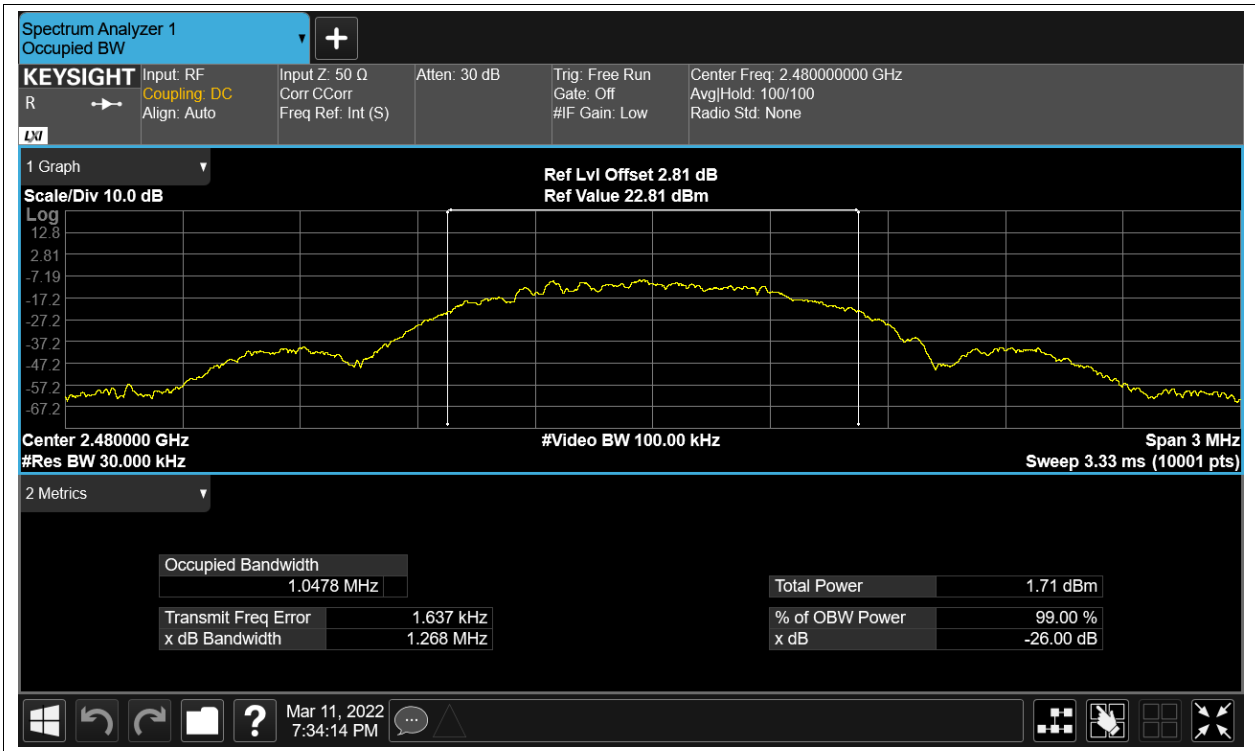 Spectrum Analyzer 1
Occupied BW
KEYSIGHT
R
LXI
Input: RF
Coupling: DC
Align: Auto
Input Z: 50 Ω
Corr CCorr
Freq Ref: Int (S)
Atten: 30 dB
Trig: Free Run
Gate: Off
#IF Gain: Low
Center Freq: 2.480000000 GHz
Avg|Hold: 100/100
Radio Std: None
1 Graph
Scale/Div 10.0 dB
Ref Lvl Offset 2.81 dB
Ref Value 22.81 dBm
Log
12.8
2.81
-7.19
-17.2
-27.2
-37.2
-47.2
-57.2
-67.2
Center 2.480000 GHz
#Video BW 100.00 kHz
Span 3 MHz
#Res BW 30.000 kHz
Sweep 3.33 ms (10001 pts)
2 Metrics
Occupied Bandwidth
1.0478 MHz
Transmit Freq Error 1.637 kHz
x dB Bandwidth 1.268 MHz
Total Power 1.71 dBm
% of OBW Power 99.00 %
x dB -26.00 dB
?
Mar 11, 2022
7:34:14 PM